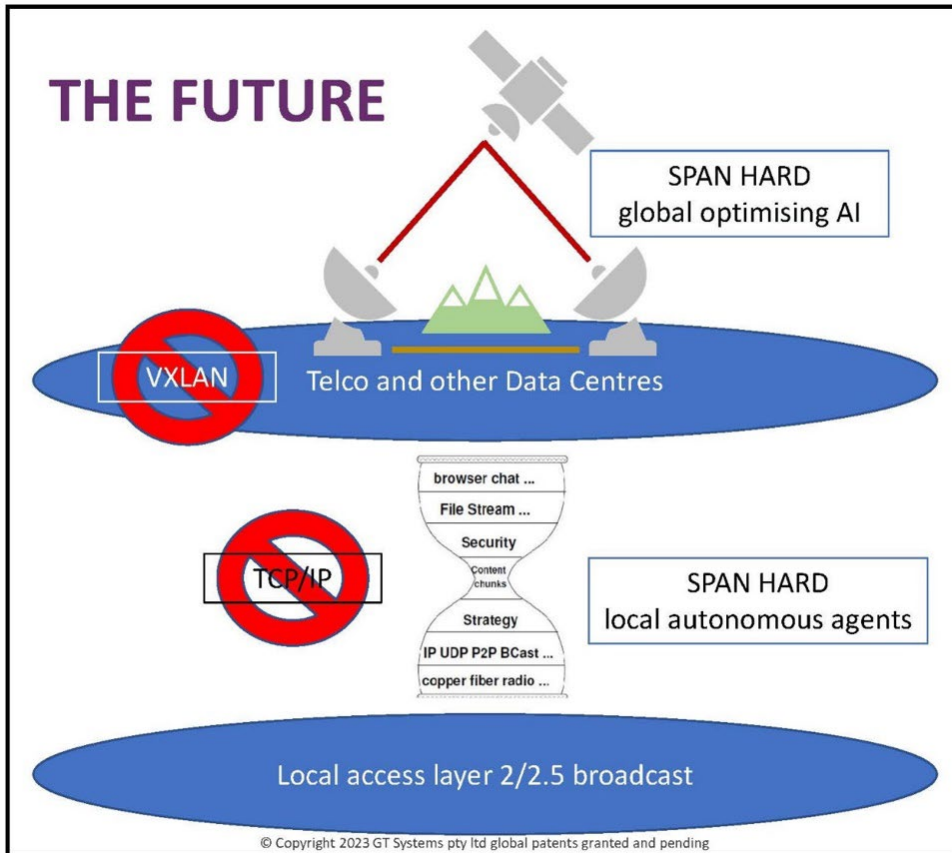 THE FUTURE
SPAN HARD
global optimising AI
VXLAN
Telco and other Data Centres
browser chat ...
File Stream ...
Security
Content
chunks
Strategy
IP UDP P2P BCast ...
copper fiber radio ...
TCP/IP
SPAN HARD
local autonomous agents
Local access layer 2/2.5 broadcast
© Copyright 2023 GT Systems pty ltd global patents granted and pending